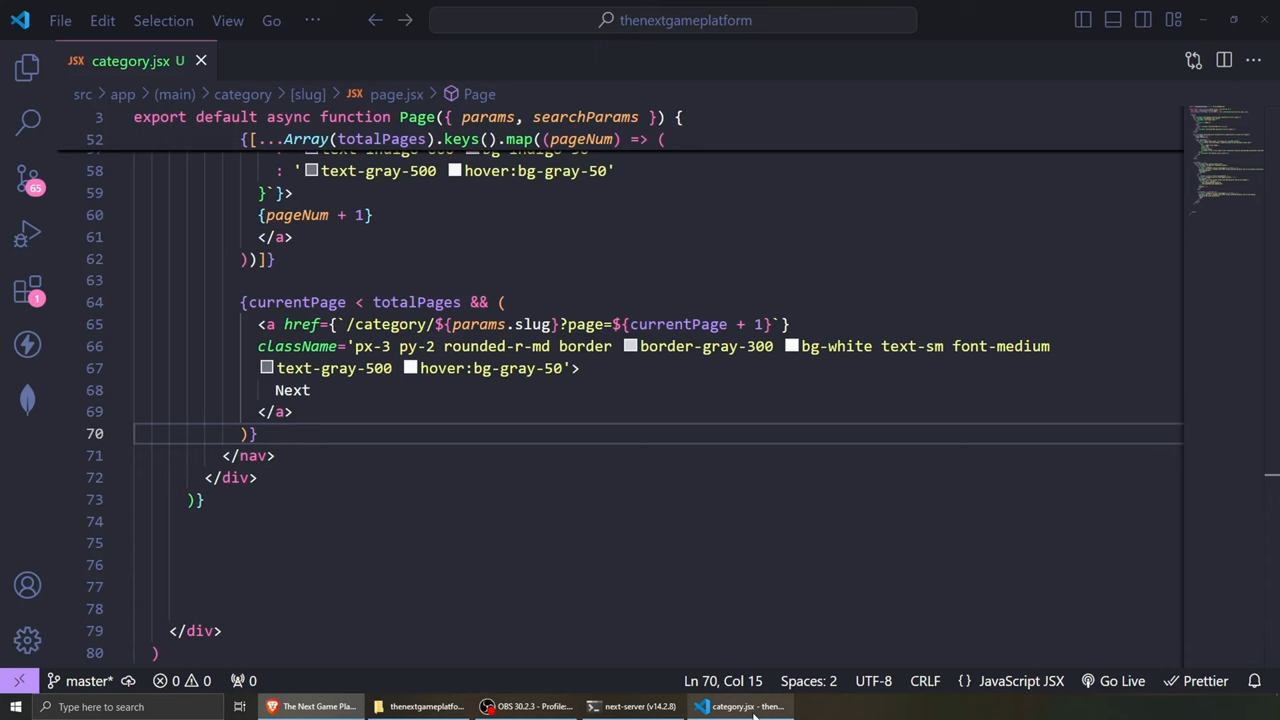 File Edit Selection View Go ··· thenextgameplatform
JSX category.jsx U
src > app > (main) > category > [slug] > JSX page.jsx > Page
3 export default async function Page({ params, searchParams }) {
52 {[...Array(totalPages).keys().map((pageNum) => (
58 : 'text-gray-500 hover:bg-gray-50'
59 }`}>
60 {pageNum + 1}
61 </a>
62 ))]}
63
64 {currentPage < totalPages && (
65 <a href={`/category/${params.slug}?page=${currentPage + 1}`}
66 className='px-3 py-2 rounded-r-md border border-gray-300 bg-white text-sm font-medium
67 text-gray-500 hover:bg-gray-50'>
68 Next
69 </a>
70 )}
71 </nav>
72 </div>
73 )}
74
75
76
77
78
79 </div>
80 )
65
1
master* 0 0 0 Ln 70, Col 15 Spaces: 2 UTF-8 CRLF {} JavaScript JSX Go Live Prettier
Type here to search The Next Game Pla... thenextgameplatfo... OBS 30.2.3 - Profile:... next-server (v14.2.8) category.jsx - then...